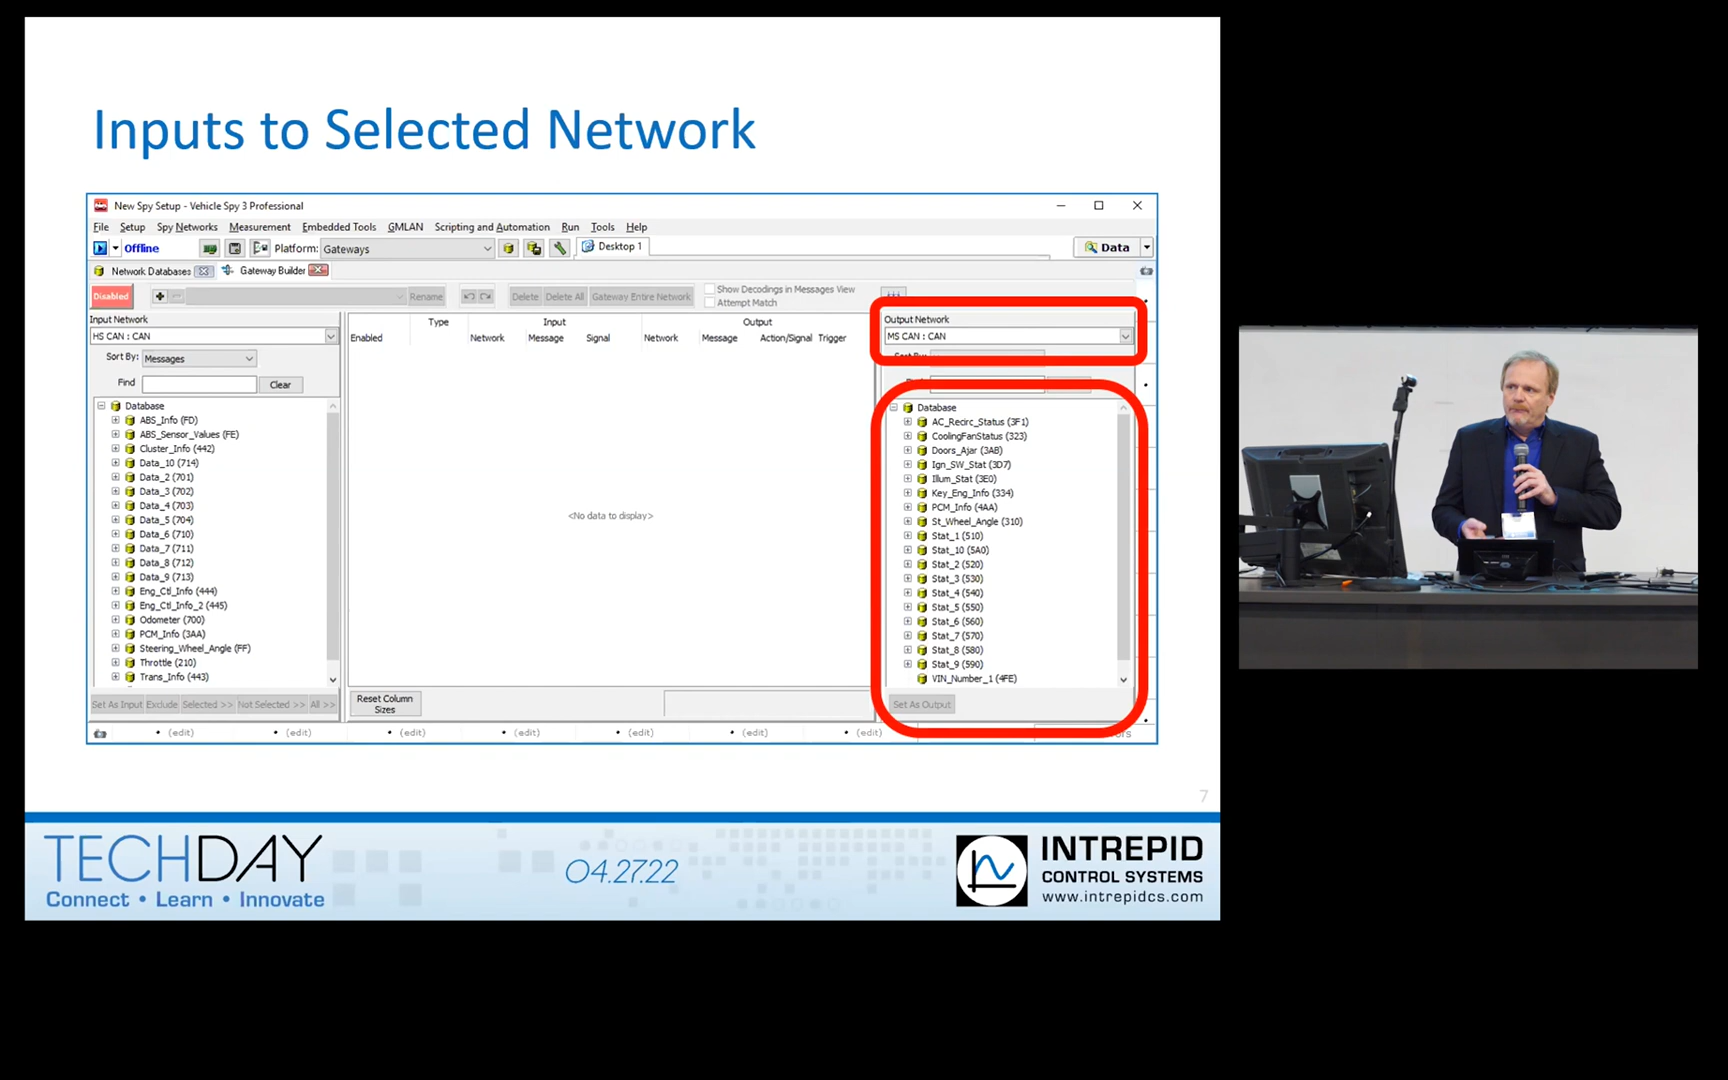 Inputs to Selected Network
New Spy Setup - Vehicle Spy 3 Professional
File Setup Spy Networks Measurement Embedded Tools GMLAN Scripting and Automation Run Tools Help
Offline Platform: Gateways Desktop 1 Data
Network Databases Gateway Builder
Disabled Rename Delete Delete All Gateway Entire Network Show Decodings in Messages View
Attempt Match
Input Network
HS CAN : CAN
Sort By: Messages
Find Clear
Database
ABS_Info (FD)
ABS_Sensor_Values (FE)
Cluster_Info (442)
Data_10 (714)
Data_2 (701)
Data_3 (702)
Data_4 (703)
Data_5 (704)
Data_6 (710)
Data_7 (711)
Data_8 (712)
Data_9 (713)
Eng_Ctl_Info (444)
Eng_Ctl_Info_2 (445)
Odometer (700)
PCM_Info (3AA)
Steering_Wheel_Angle (FF)
Throttle (210)
Trans_Info (443)
Set As Input Exclude Selected >> Not Selected >> All >>
Type Input Output
Enabled Network Message Signal Network Message Action/Signal Trigger
<No data to display>
Reset Column
Sizes
Output Network
MS CAN : CAN
Database
AC_Recirc_Status (3F1)
CoolingFanStatus (323)
Doors_Ajar (3AB)
Ign_SW_Stat (3D7)
Illum_Stat (3E0)
Key_Eng_Info (334)
PCM_Info (4AA)
St_Wheel_Angle (310)
Stat_1 (510)
Stat_10 (5A0)
Stat_2 (520)
Stat_3 (530)
Stat_4 (540)
Stat_5 (550)
Stat_6 (560)
Stat_7 (570)
Stat_8 (580)
Stat_9 (590)
VIN_Number_1 (4FE)
Set As Output
• (edit) • (edit) • (edit) • (edit) • (edit) • (edit) • (edit)
7
TECHDAY
Connect • Learn • Innovate
04.27.22
INTREPID
CONTROL SYSTEMS
www.intrepidcs.com